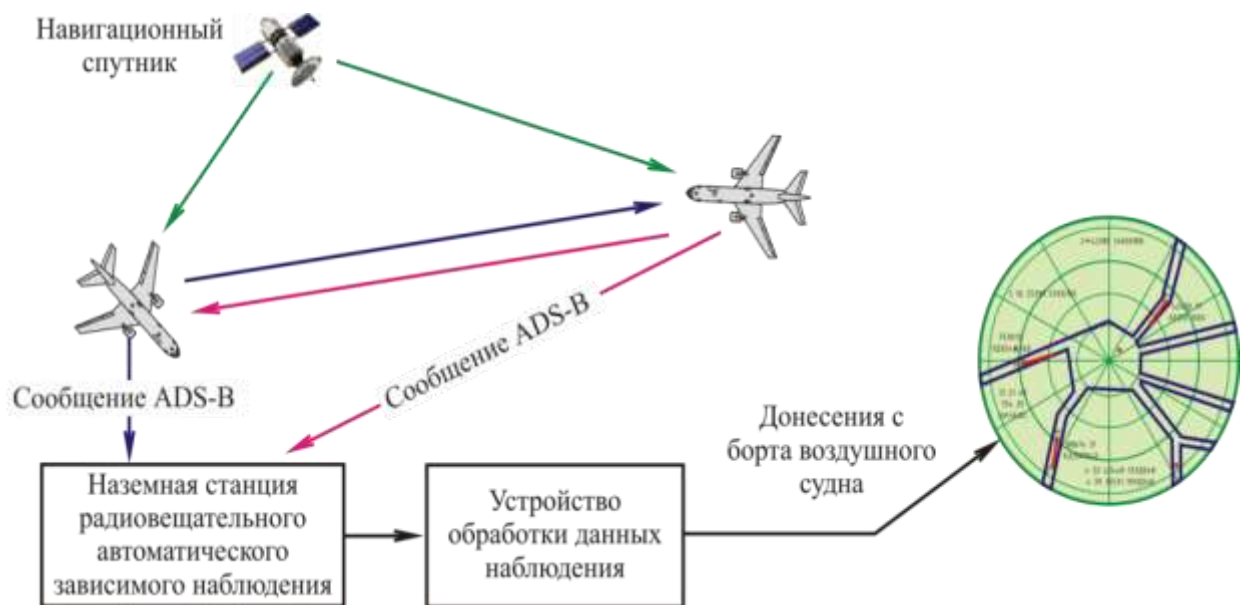 Навигационный
спутник
Сообщение ADS-B
Сообщение ADS-B
Донесения с
борта воздушного
судна
Наземная станция
радиовещательного
автоматического
зависимого наблюдения
Устройство
обработки данных
наблюдения